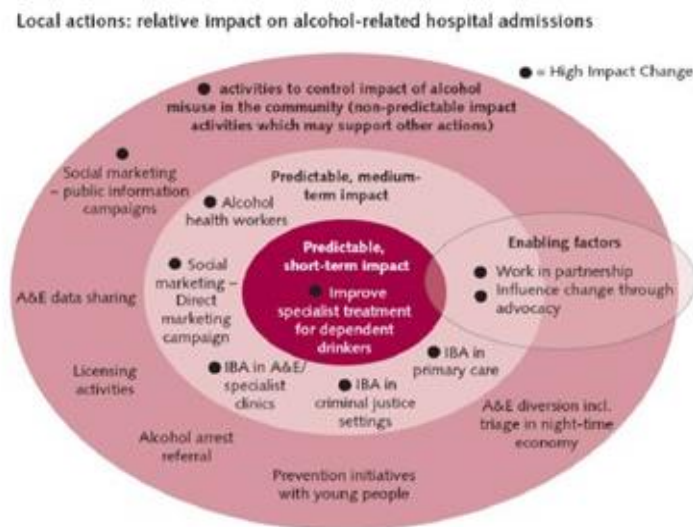 Local actions: relative impact on alcohol-related hospital admissions
● = High Impact Change
● activities to control impact of alcohol
misuse in the community (non-predictable impact
activities which may support other actions)
● Social marketing
– public information
campaigns
Predictable, medium-
term impact
● Alcohol
health workers
Predictable,
short-term impact
● Improve
specialist treatment
for dependent
drinkers
Enabling factors
● Work in partnership
● Influence change through
advocacy
● Social
marketing –
Direct
marketing
campaign
A&E data sharing
● IBA in A&E/
specialist
clinics
● IBA in
criminal justice
settings
● IBA in
primary care
Licensing
activities
Alcohol arrest
referral
Prevention initiatives
with young people
A&E diversion incl.
triage in night-time
economy